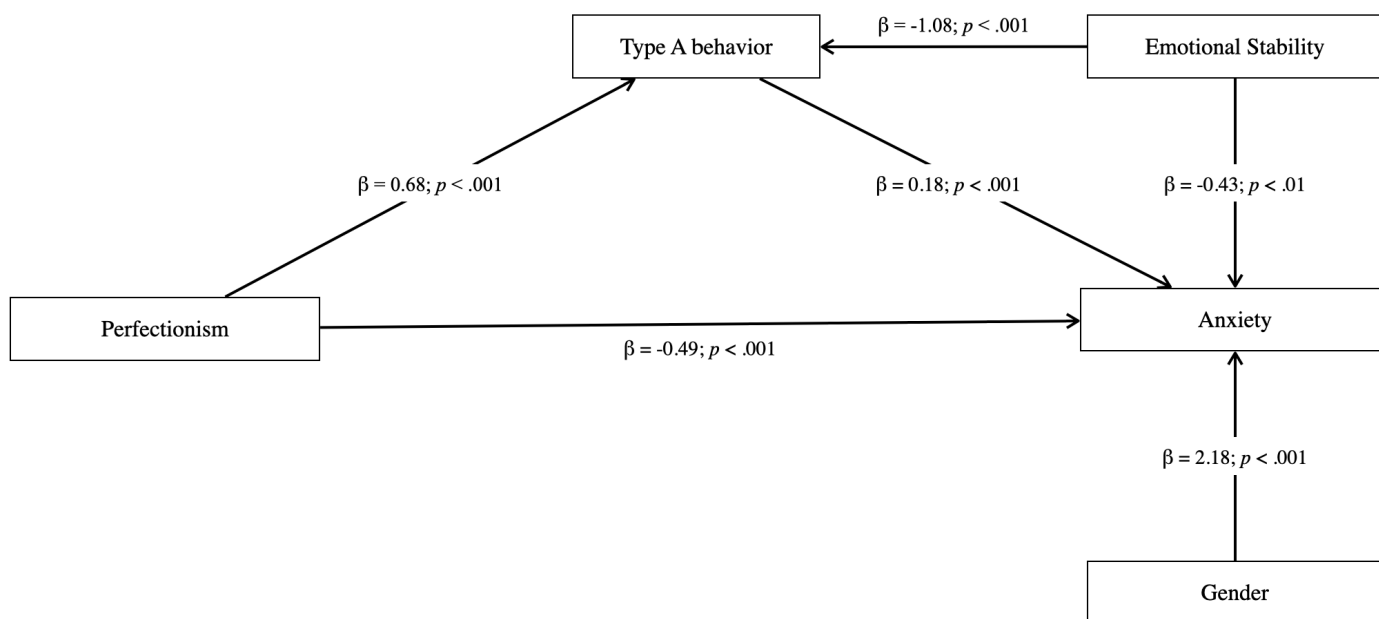 β = -1.08; p < .001
Type A behavior
Emotional Stability
β = 0.68; p < .001
β = 0.18; p < .001
β = -0.43; p < .01
Perfectionism
Anxiety
β = -0.49; p < .001
β = 2.18; p < .001
Gender